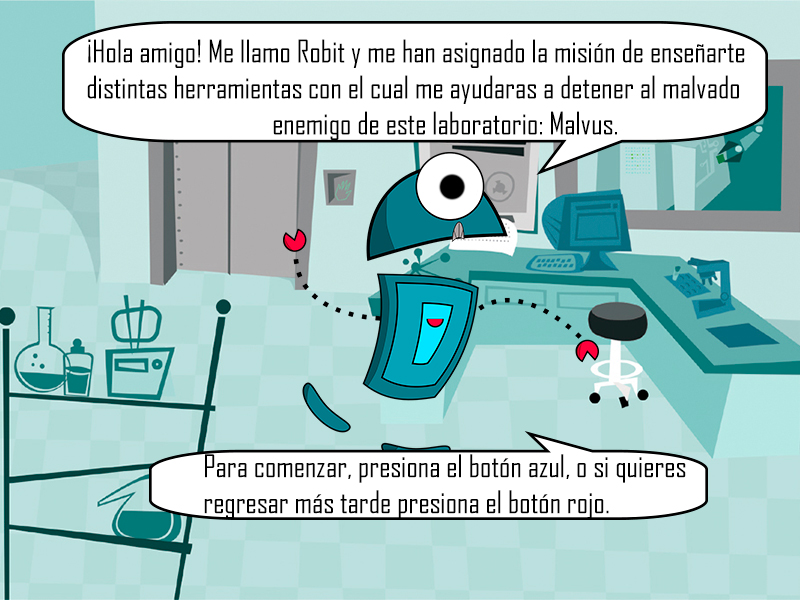 ¡Hola amigo! Me llamo Robit y me han asignado la misión de enseñarte
distintas herramientas con el cual me ayudaras a detener al malvado
enemigo de este laboratorio: Malvus.
Para comenzar, presiona el botón azul, o si quieres
regresar más tarde presiona el botón rojo.